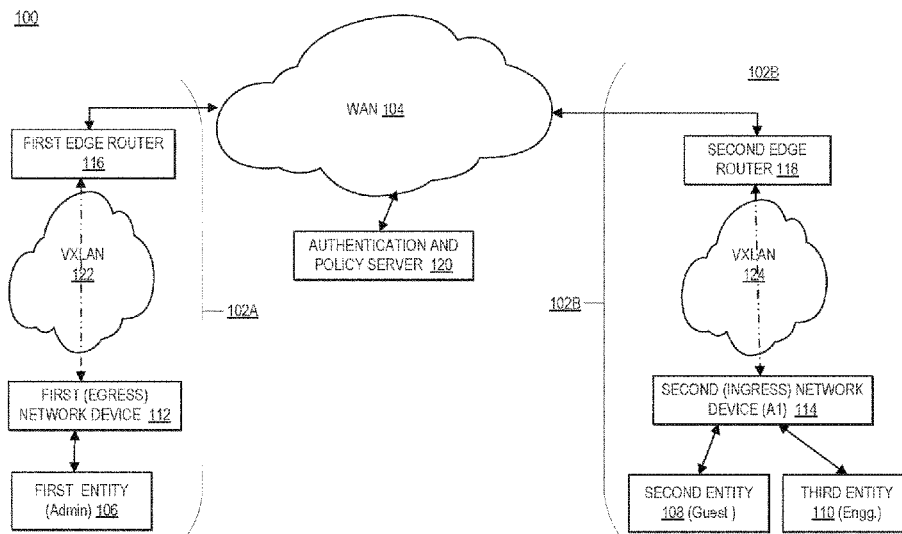 100
102B
WAN 104
FIRST EDGE ROUTER
116
SECOND EDGE
ROUTER 118
VXLAN
122
AUTHENTICATION AND
POLICY SERVER 120
VXLAN
124
102A
102B
FIRST (EGRESS)
NETWORK DEVICE 112
SECOND (INGRESS) NETWORK
DEVICE (A1) 114
FIRST ENTITY
(Admin) 106
SECOND ENTITY
108 (Guest )
THIRD ENTITY
110 (Engg.)